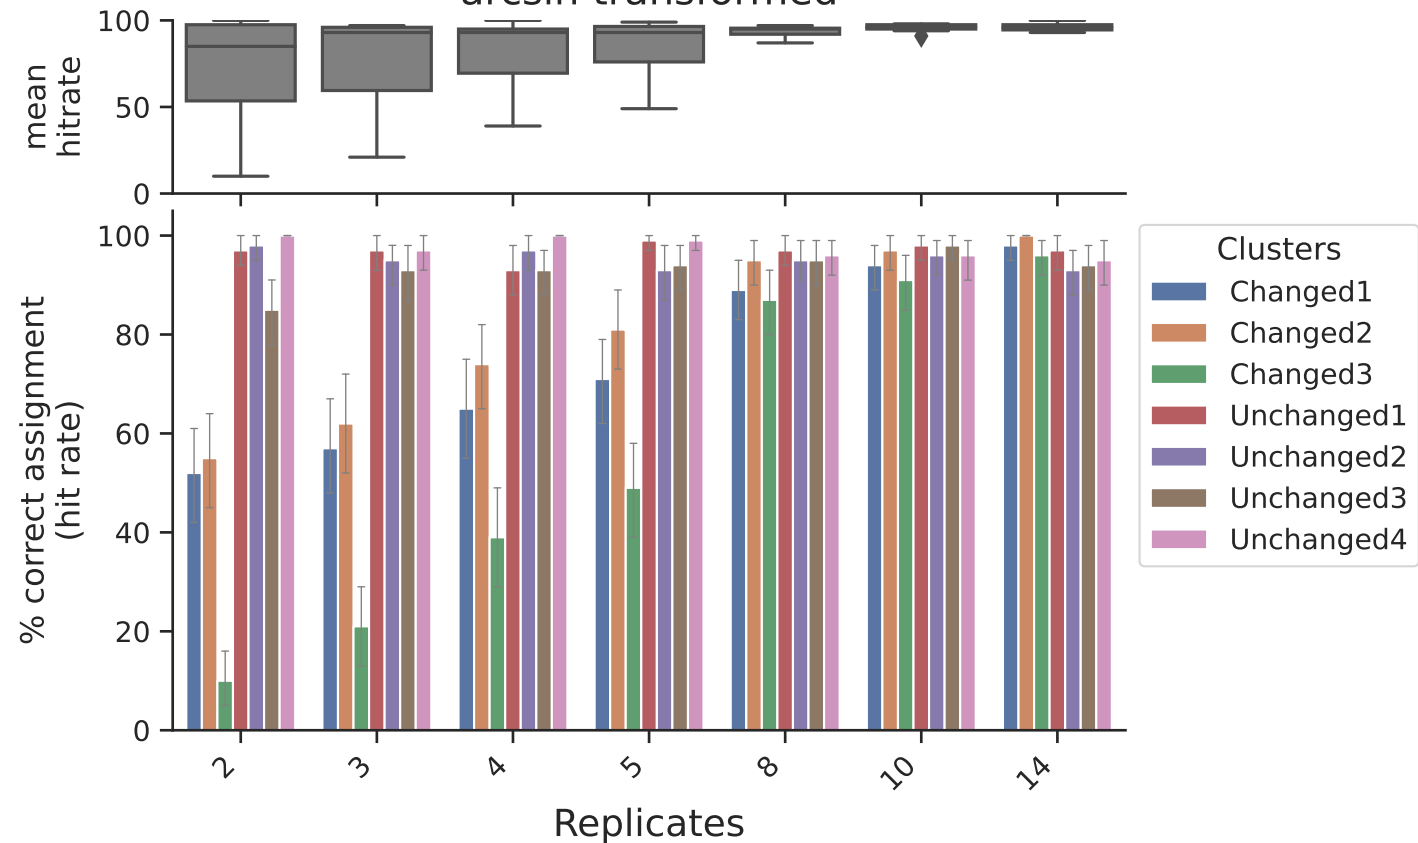 arcsin transformed
100
50
0
mean
hitrate
100
80
60
40
20
0
% correct assignment
(hit rate)
2
3
4
5
8
10
14
Replicates
Clusters
Changed1
Changed2
Changed3
Unchanged1
Unchanged2
Unchanged3
Unchanged4